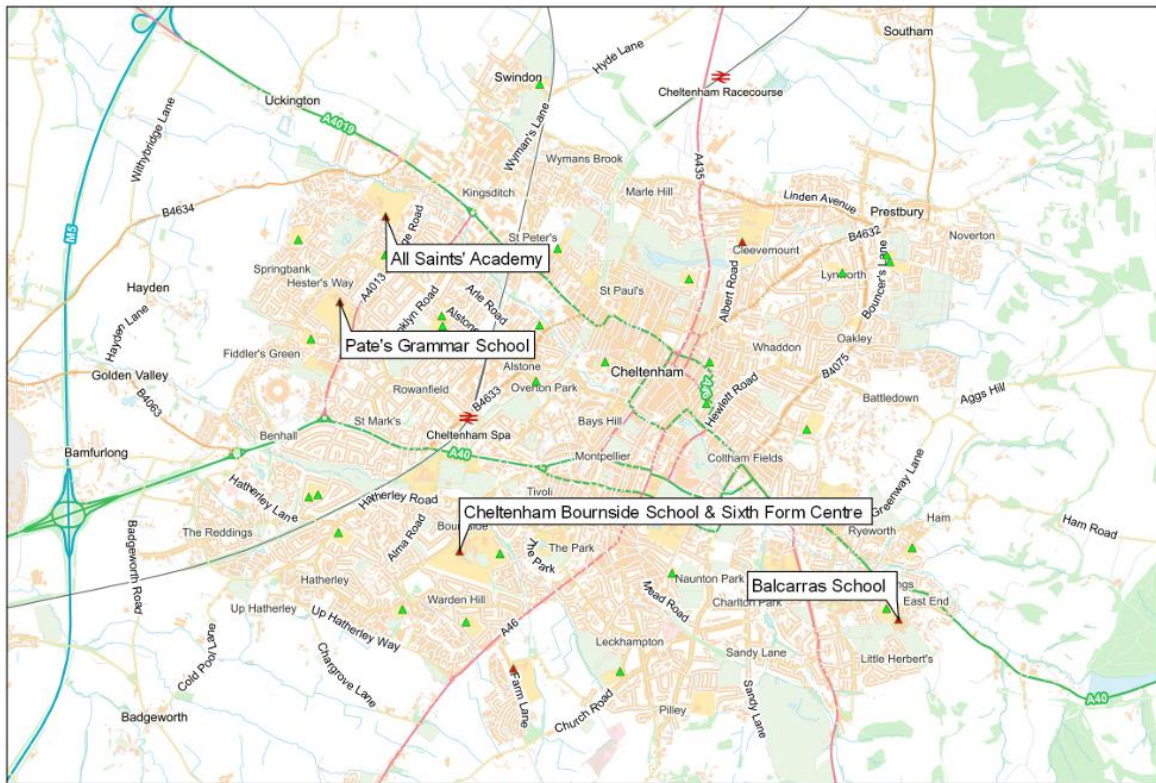 Southam
Swindon
Hyde Lane
Cheltenham Racecourse
Uckington
A4019
Withybridge Lane
Wyman's Lane
Wymans Brook
A435
Kingsditch
Marle Hill
Linden Avenue
Prestbury
B4634
M5
B4632
Noverton
St Peter's
Cleevemount
All Saints' Academy
Springbank
Hester's Way
A4013
Lynworth
Bouncer's Lane
Hayden
St Paul's
Albert Road
Arle Road
Alstone
Hayden Lane
Pate's Grammar School
Oakley
Fiddler's Green
Whaddon
B4075
Golden Valley
Alstone
Cheltenham
Rowanfield
Overton Park
A46
Hewlett Road
Aggs Hill
B4063
B4633
Battledown
St Mark's
Bays Hill
Benhall
Cheltenham Spa
Bamfurlong
A40
Montpellier
Coltham Fields
Hatherley Lane
Hatherley Road
Tivoli
Greenway Lane
Cheltenham Bournside School & Sixth Form Centre
Ham
Ham Road
The Reddings
Alma Road
Ryeworth
Badgeworth Road
The Park
The Park
Hatherley
Naunton Park
Balcarras School
Mead Road
Charlton Park
East End
Up Hatherley
Warden Hill
Up Hatherley Way
A46
Leckhampton
Sandy Lane
Little Herbert's
Cold Pool Lane
Chargrove Lane
Farm Lane
Church Road
Sandy Lane
A40
Badgeworth
Pilley